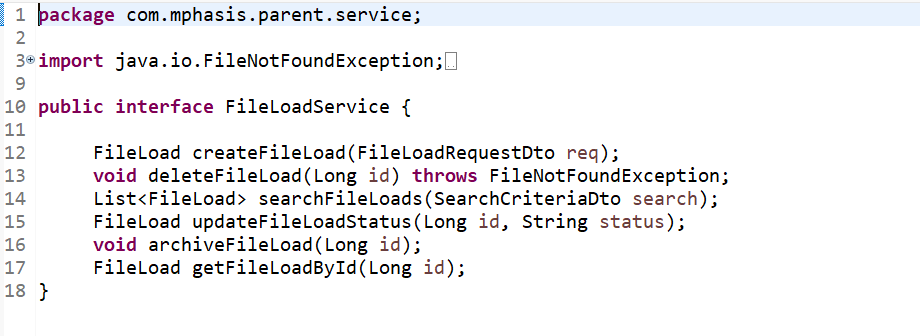 1 package com.mphasis.parent.service;
2
3 import java.io.FileNotFoundException;
9
10 public interface FileLoadService {
11
12 FileLoad createFileLoad(FileLoadRequestDto req);
13 void deleteFileLoad(Long id) throws FileNotFoundException;
14 List<FileLoad> searchFileLoads(SearchCriteriaDto search);
15 FileLoad updateFileLoadStatus(Long id, String status);
16 void archiveFileLoad(Long id);
17 FileLoad getFileLoadById(Long id);
18 }